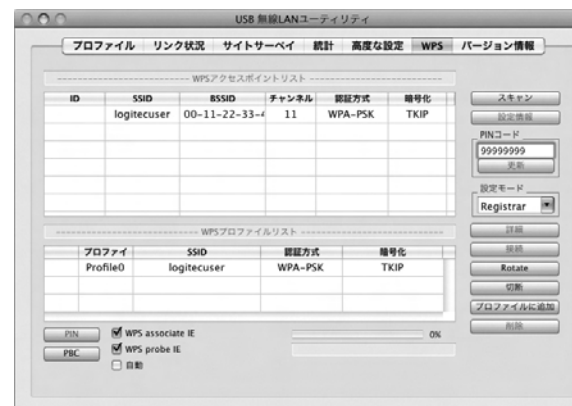 USB 無線LANユーティリティ
プロファイル リンク状況 サイトサーベイ 統計 高度な設定 WPS バージョン情報
WPSアクセスポイントリスト
ID SSID BSSID チャンネル 認証方式 暗号化
logitecuser 00-11-22-33-4 11 WPA-PSK TKIP
スキャン
設定情報
PINコード
99999999
更新
設定モード
Registrar
WPSプロファイルリスト
プロファイ SSID 認証方式 暗号化
Profile0 logitecuser WPA-PSK TKIP
詳細
接続
Rotate
切断
プロファイルに追加
削除
PIN WPS associate IE 0%
PBC WPS probe IE
自動